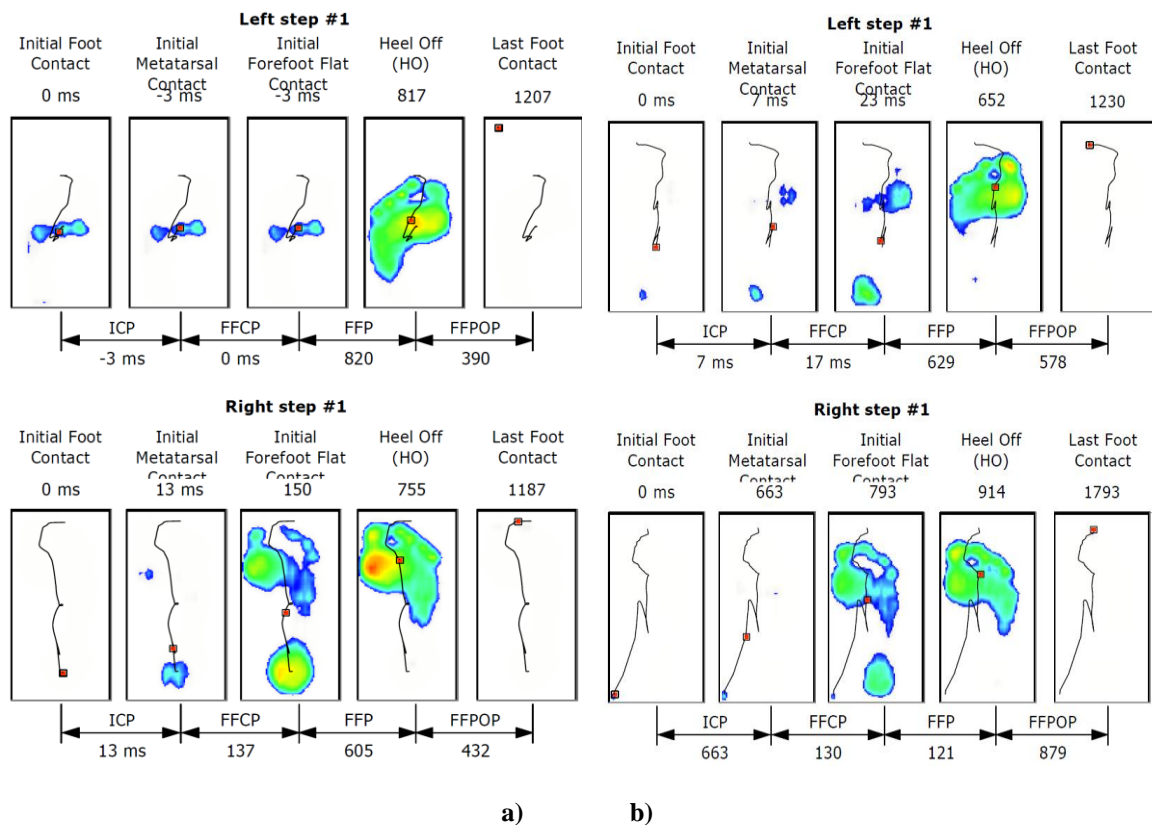 Left step #1
Initial Foot Contact
Initial Metatarsal Contact
Initial Forefoot Flat Contact
Heel Off (HO)
Last Foot Contact
0 ms
-3 ms
-3 ms
817
1207
ICP
FFCP
FFP
FFPOP
-3 ms
0 ms
820
390
Right step #1
Initial Foot Contact
Initial Metatarsal Contact
Initial Forefoot Flat Contact
Heel Off (HO)
Last Foot Contact
0 ms
13 ms
150
755
1187
ICP
FFCP
FFP
FFPOP
13 ms
137
605
432
Left step #1
Initial Foot Contact
Initial Metatarsal Contact
Initial Forefoot Flat Contact
Heel Off (HO)
Last Foot Contact
0 ms
7 ms
23 ms
652
1230
ICP
FFCP
FFP
FFPOP
7 ms
17 ms
629
578
Right step #1
Initial Foot Contact
Initial Metatarsal Contact
Initial Forefoot Flat Contact
Heel Off (HO)
Last Foot Contact
0 ms
663
793
914
1793
ICP
FFCP
FFP
FFPOP
663
130
121
879
a)
b)